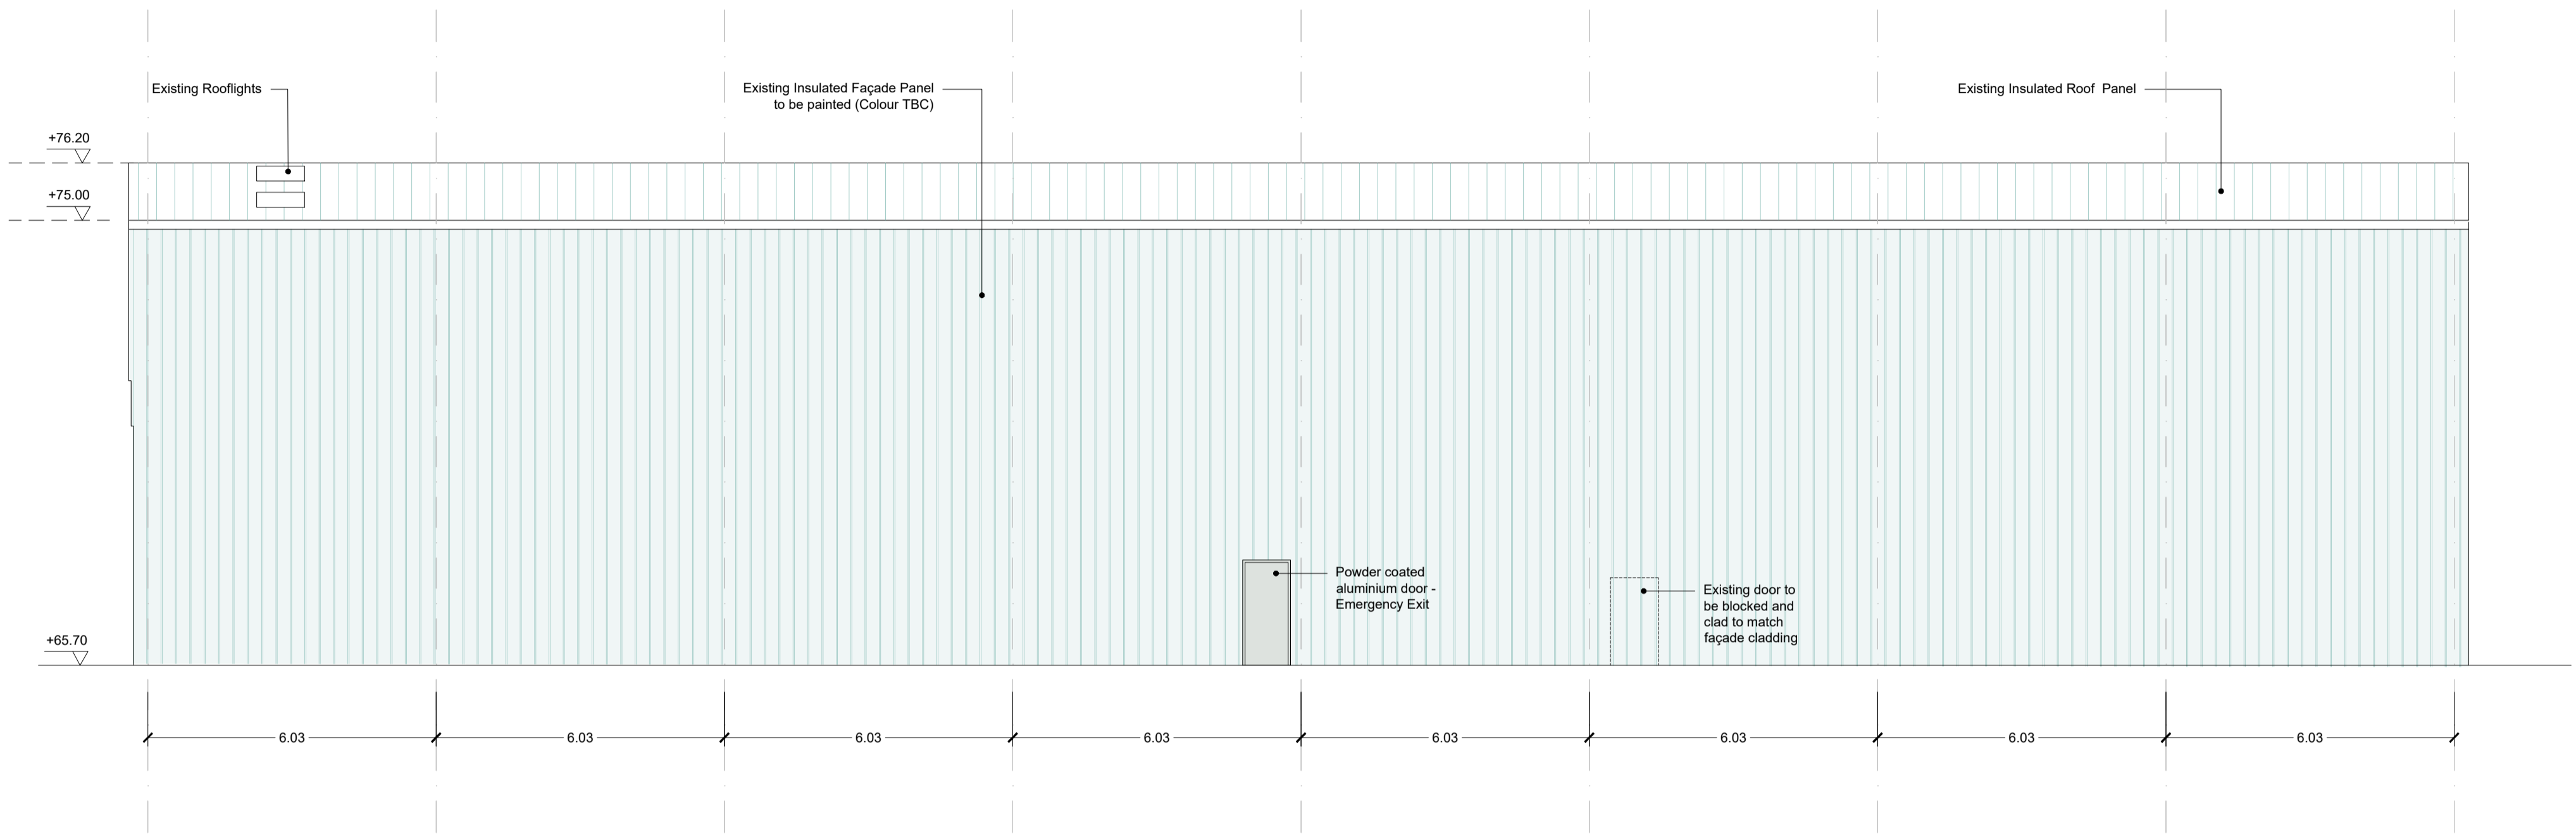 Existing Rooflights
Existing Insulated Façade Panel
to be painted (Colour TBC)
Existing Insulated Roof  Panel
+76.20
+75.00
Powder coated
aluminium door -
Emergency Exit
Existing door to
be blocked and
clad to match
façade cladding
+65.70
6.03
6.03
6.03
6.03
6.03
6.03
6.03
6.03